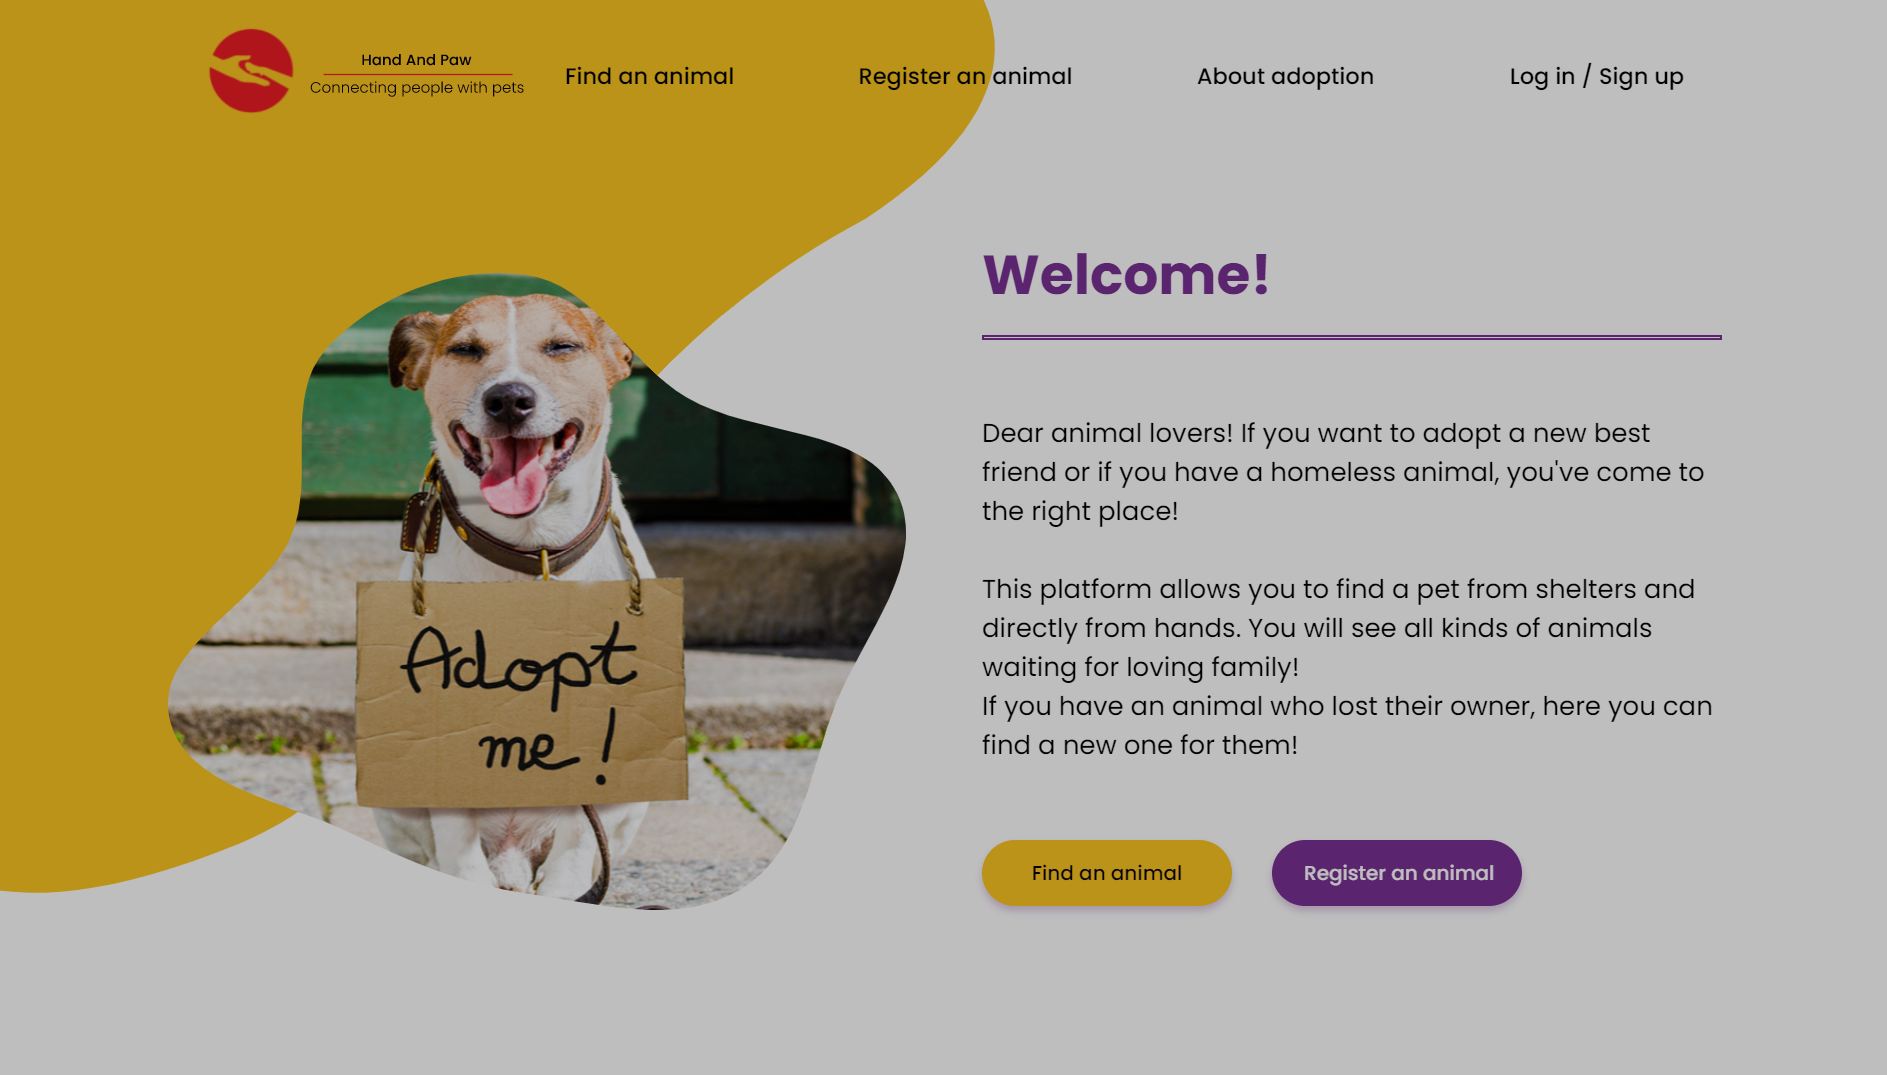 Hand And Paw
Connecting people with pets
Find an animal
Register an animal
About adoption
Log in / Sign up
Welcome!
Dear animal lovers! If you want to adopt a new best
friend or if you have a homeless animal, you've come to
the right place!
This platform allows you to find a pet from shelters and
directly from hands. You will see all kinds of animals
waiting for loving family!
If you have an animal who lost their owner, here you can
find a new one for them!
Adopt
me!
Find an animal
Register an animal